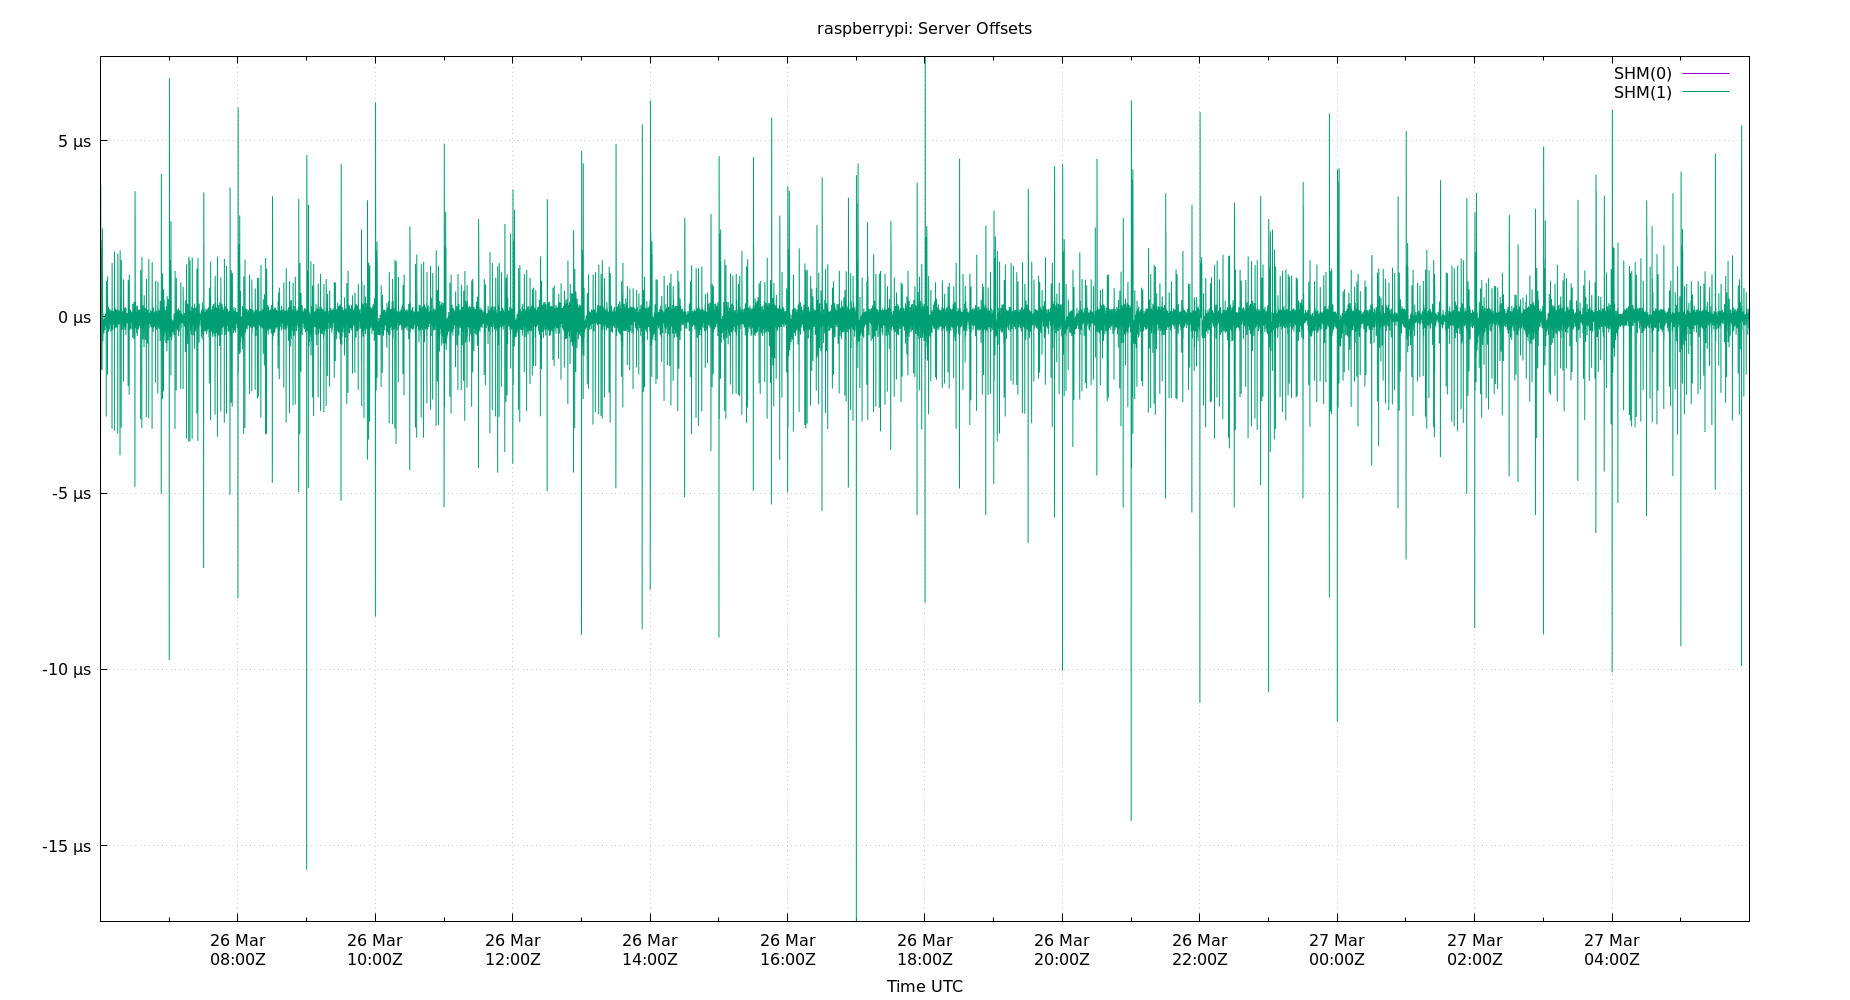 raspberrypi: Server Offsets
SHM(0)
SHM(1)
5 µs
0 µs
-5 µs
-10 µs
-15 µs
26 Mar 26 Mar 26 Mar 26 Mar 26 Mar 26 Mar 26 Mar 26 Mar 27 Mar 27 Mar 27 Mar
08:00Z 10:00Z 12:00Z 14:00Z 16:00Z 18:00Z 20:00Z 22:00Z 00:00Z 02:00Z 04:00Z
Time UTC